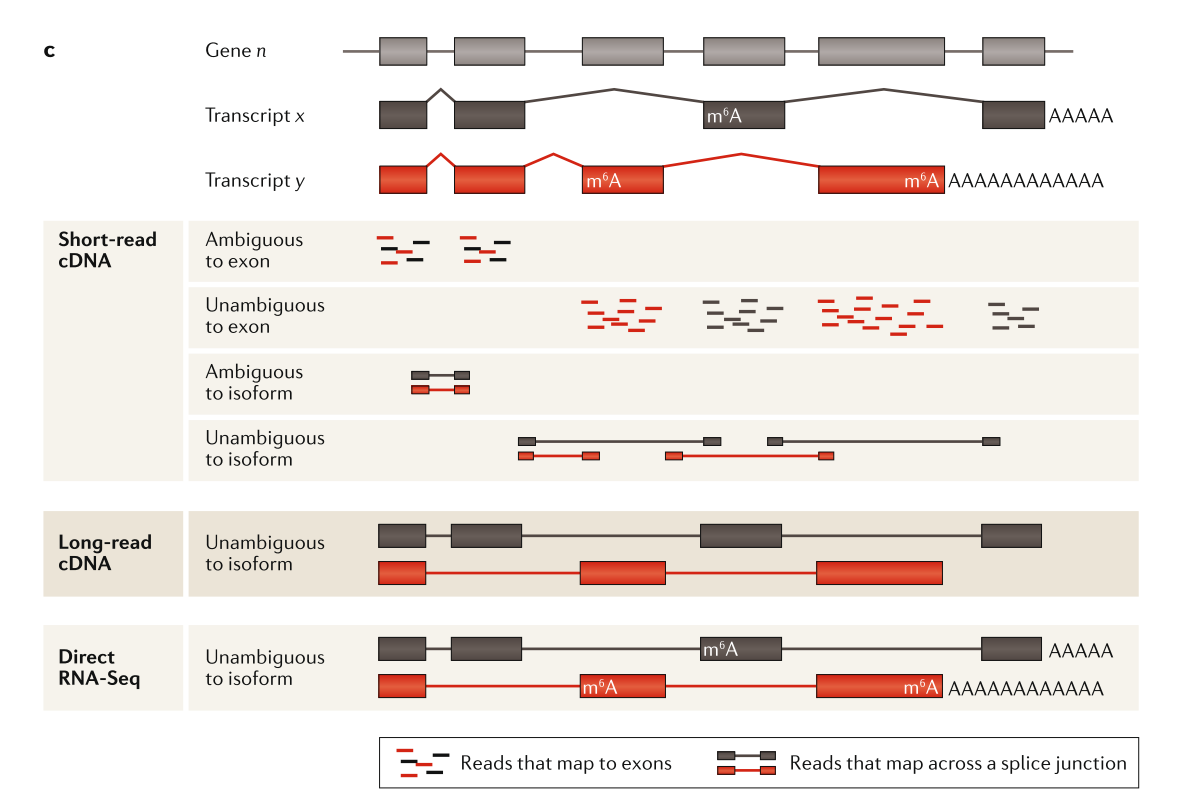 c
Gene n
Transcript x
m⁶A
AAAAA
Transcript y
m⁶A
m⁶A
AAAAAAAAAAAA
Short-read
cDNA
Ambiguous
to exon
Unambiguous
to exon
Ambiguous
to isoform
Unambiguous
to isoform
Long-read
cDNA
Unambiguous
to isoform
Direct
RNA-Seq
Unambiguous
to isoform
m⁶A
AAAAA
m⁶A
m⁶A
AAAAAAAAAAAA
Reads that map to exons
Reads that map across a splice junction